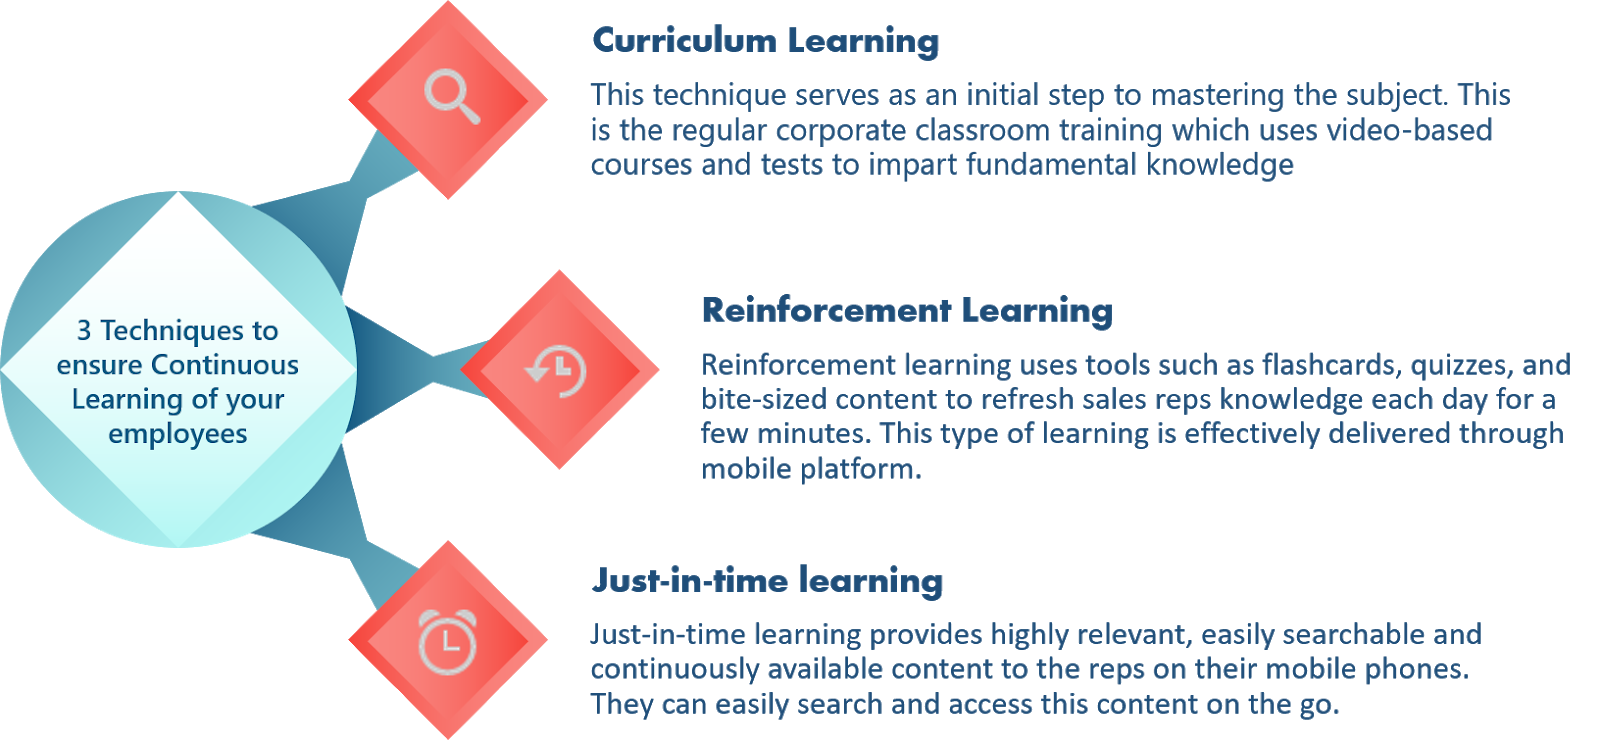 3 Techniques to
ensure Continuous
Learning of your
employees
Curriculum Learning
This technique serves as an initial step to mastering the subject. This
is the regular corporate classroom training which uses video-based
courses and tests to impart fundamental knowledge
Reinforcement Learning
Reinforcement learning uses tools such as flashcards, quizzes, and
bite-sized content to refresh sales reps knowledge each day for a
few minutes. This type of learning is effectively delivered through
mobile platform.
Just-in-time learning
Just-in-time learning provides highly relevant, easily searchable and
continuously available content to the reps on their mobile phones.
They can easily search and access this content on the go.